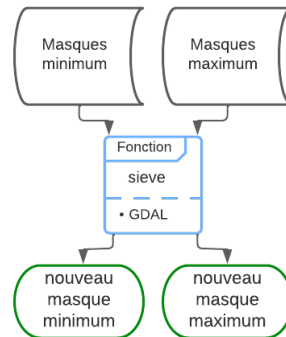 Masques
minimum
Masques
maximum
Fonction
sieve
• GDAL
nouveau
masque
minimum
nouveau
masque
maximum